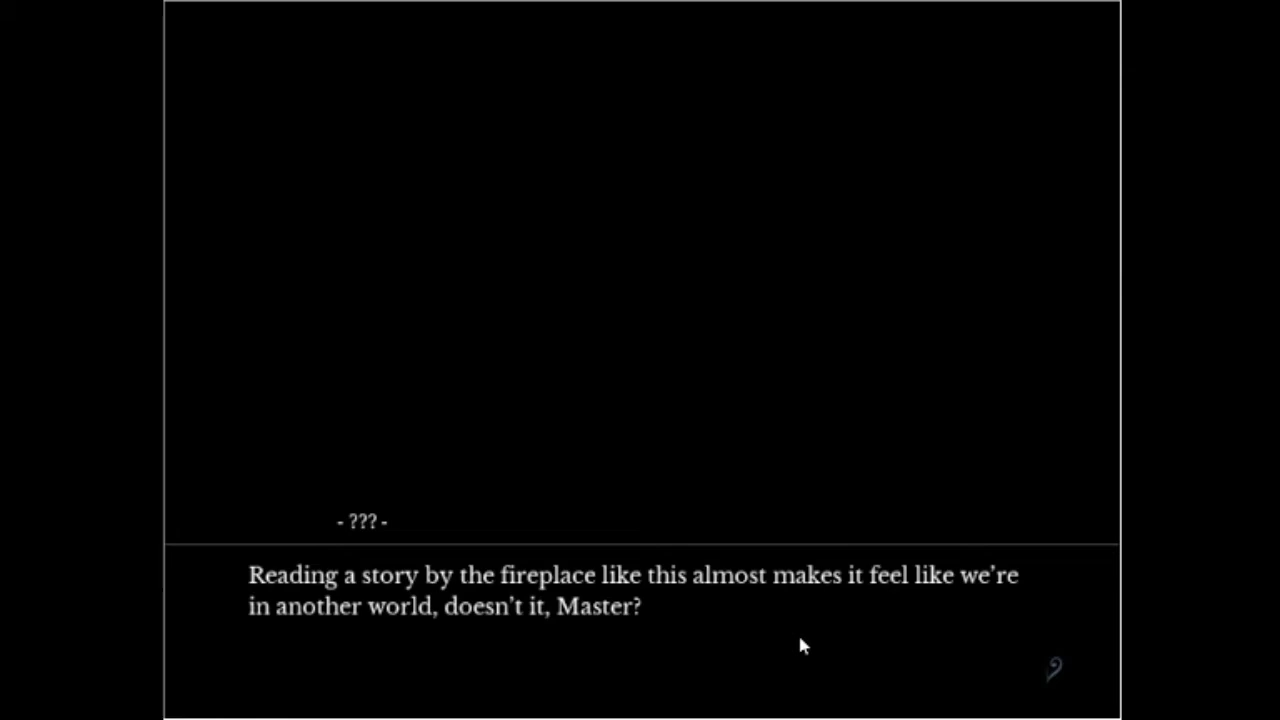 - ??? -
Reading a story by the fireplace like this almost makes it feel like we’re
in another world, doesn’t it, Master?